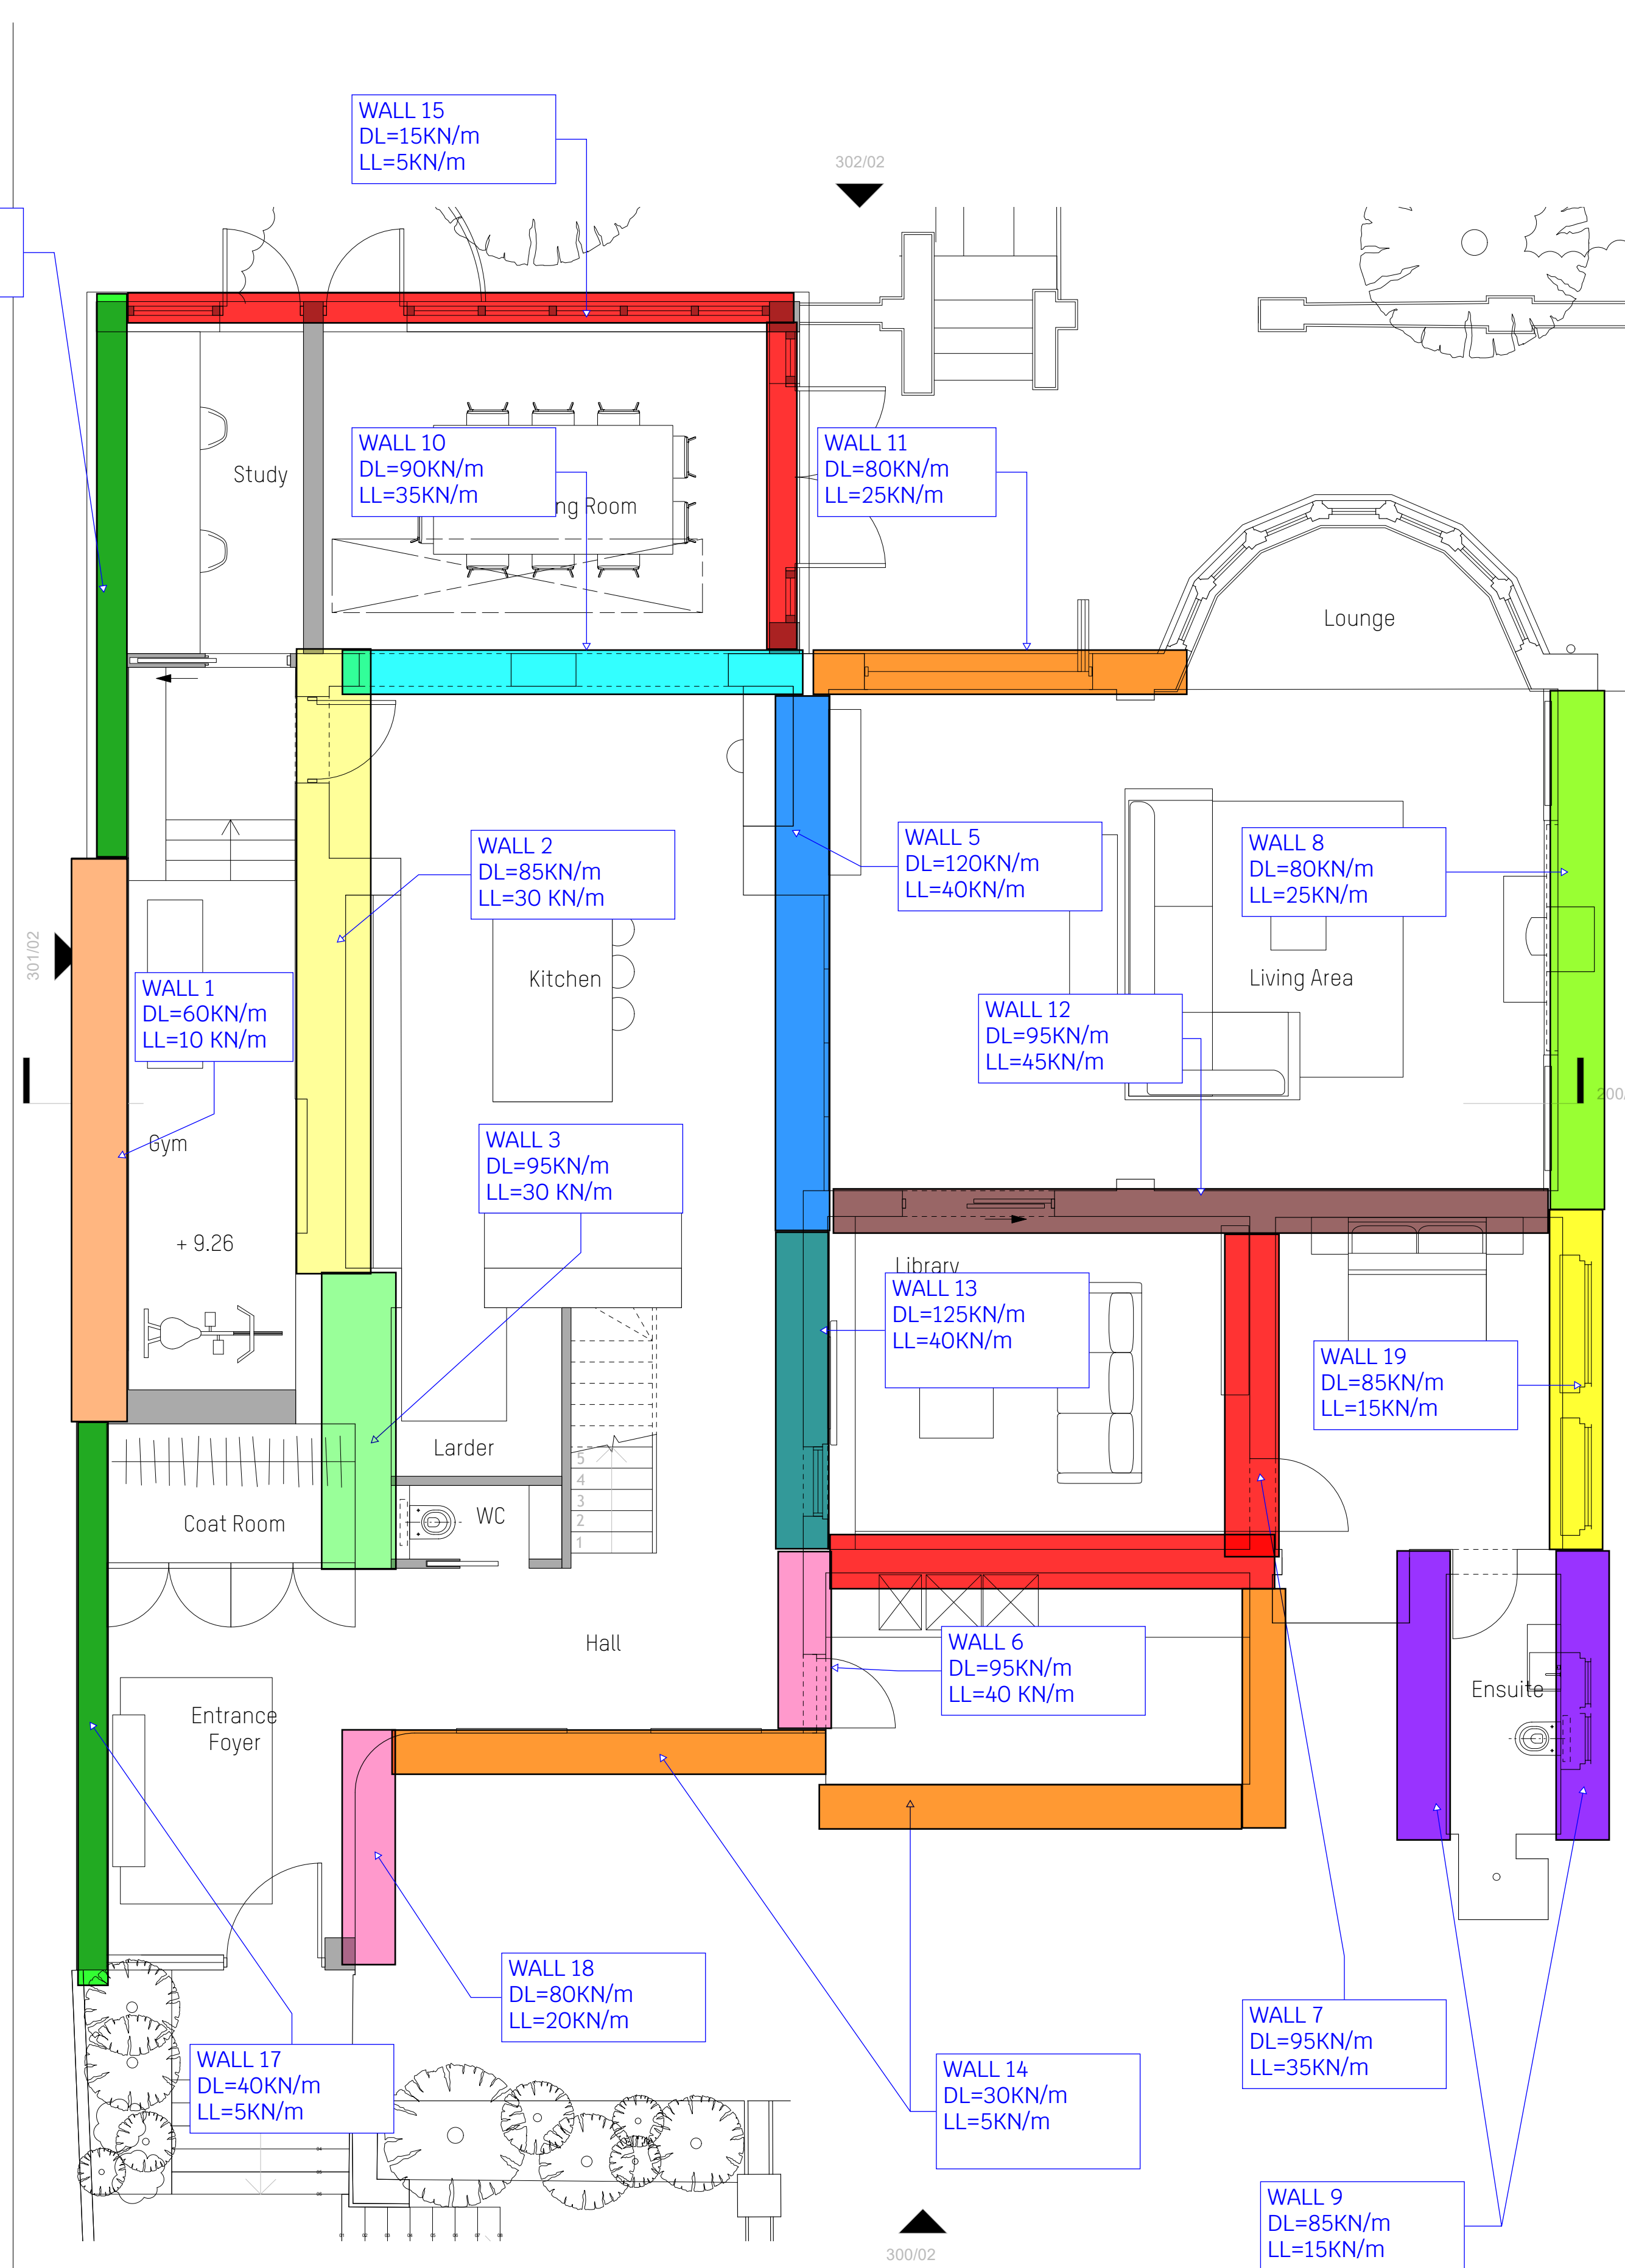 WALL 15
DL=15KN/m
LL=5KN/m
302/02
Study
WALL 10
DL=90KN/m
LL=35KN/m
ng Room
WALL 11
DL=80KN/m
LL=25KN/m
Lounge
WALL 2
DL=85KN/m
LL=30 KN/m
WALL 5
DL=120KN/m
LL=40KN/m
WALL 8
DL=80KN/m
LL=25KN/m
301/02
Kitchen
Living Area
WALL 1
DL=60KN/m
LL=10 KN/m
WALL 12
DL=95KN/m
LL=45KN/m
200/
Gym
WALL 3
DL=95KN/m
LL=30 KN/m
+ 9.26
Library
WALL 13
DL=125KN/m
LL=40KN/m
WALL 19
DL=85KN/m
LL=15KN/m
Larder
5
4
3
2
1
Coat Room
WC
Hall
WALL 6
DL=95KN/m
LL=40 KN/m
Ensuite
Entrance
Foyer
WALL 18
DL=80KN/m
LL=20KN/m
WALL 7
DL=95KN/m
LL=35KN/m
WALL 17
DL=40KN/m
LL=5KN/m
WALL 14
DL=30KN/m
LL=5KN/m
WALL 9
DL=85KN/m
LL=15KN/m
300/02